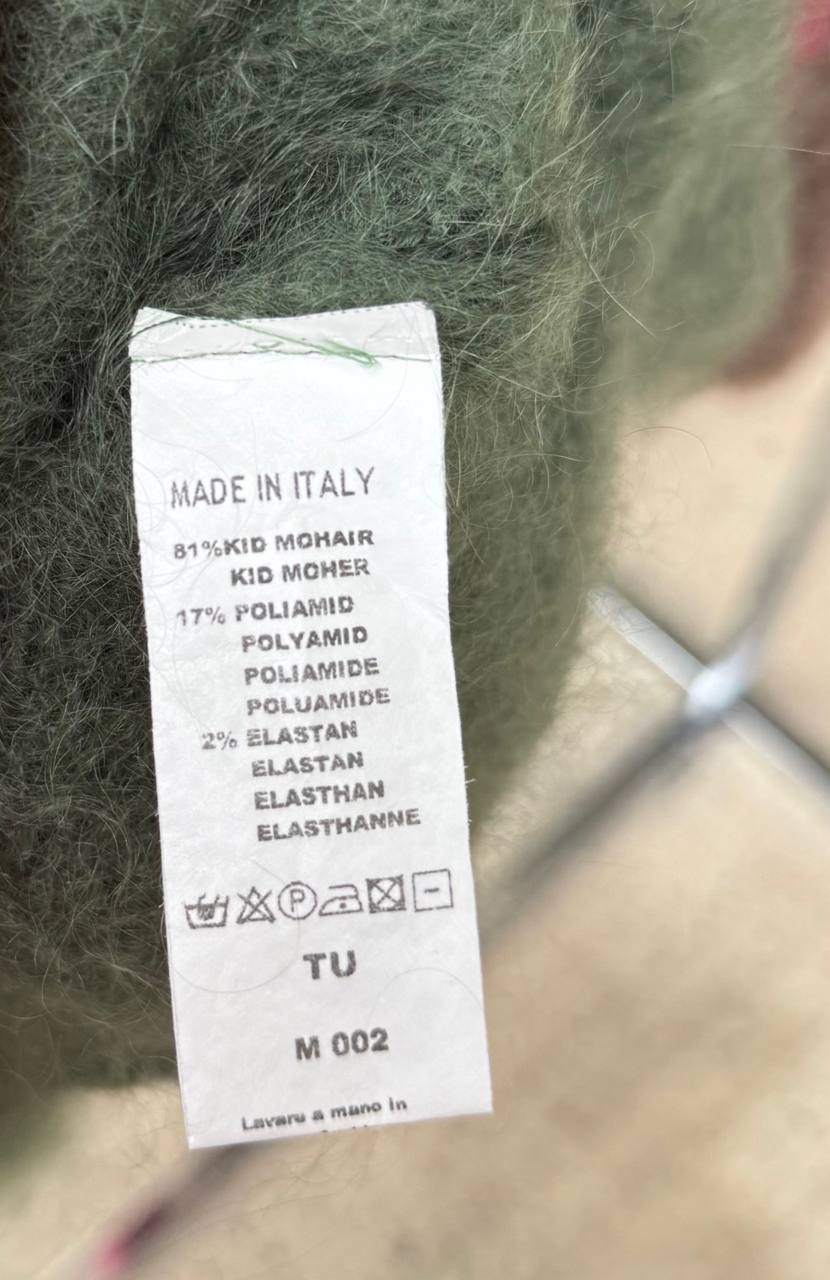 MADE IN ITALY
81%KID MOHAIR
KID MOHER
17% POLIAMID
POLYAMID
POLIAMIDE
POLUAMIDE
2% ELASTAN
ELASTAN
ELASTHAN
ELASTHANNE
P
TU
M 002
Lavaru a mano in